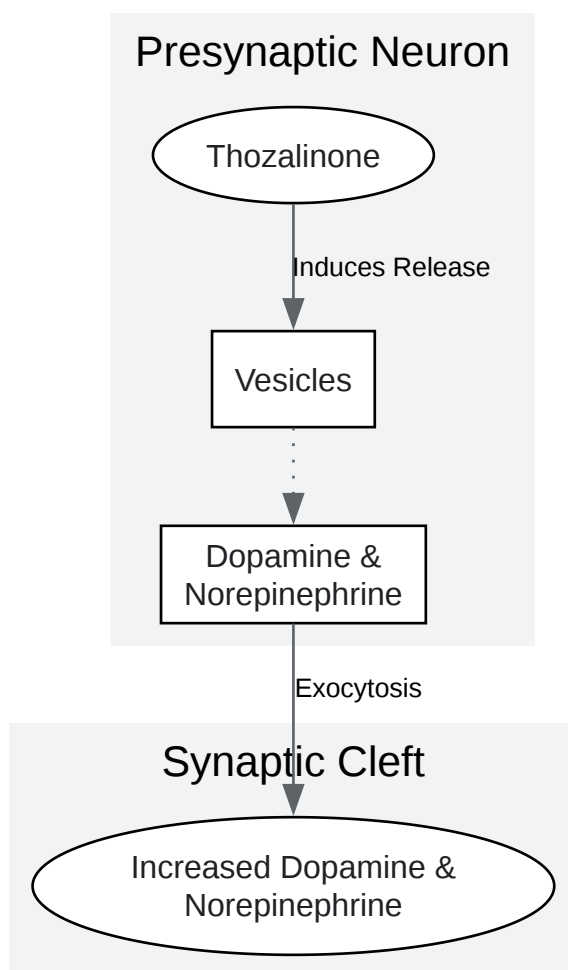 Presynaptic Neuron
Thozalinone
Induces Release
Vesicles
Dopamine &
Norepinephrine
Exocytosis
Synaptic Cleft
Increased Dopamine &
Norepinephrine